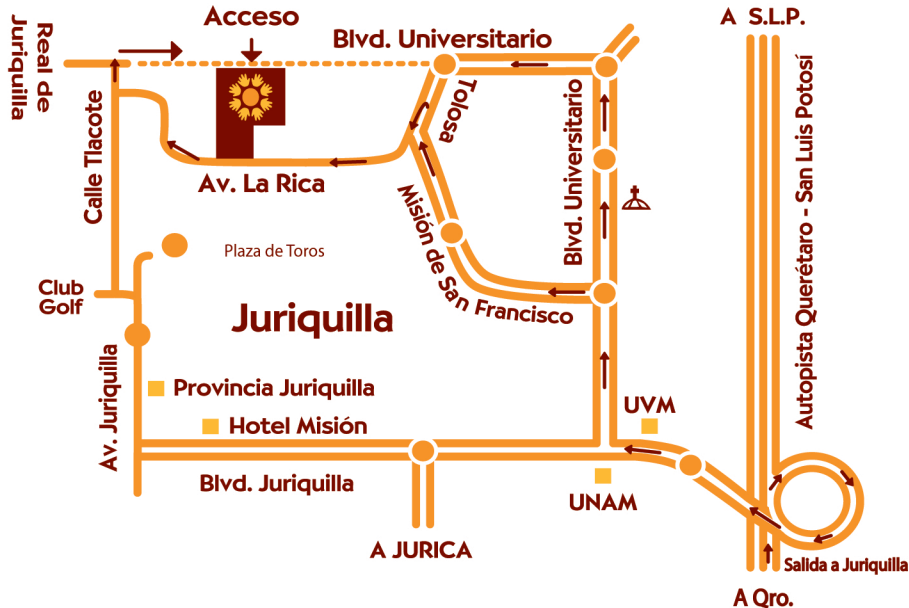 Acceso
A S.L.P.
Real de
Juriquilla
Blvd. Universitario
Tolosa
Calle Tlacote
Av. La Rica
Blvd. Universitario
Autopista Querétaro - San Luis Potosí
Misión de San Francisco
Plaza de Toros
Club
Golf
Juriquilla
Av. Juriquilla
Provincia Juriquilla
Hotel Misión
UVM
Blvd. Juriquilla
UNAM
A JURICA
Salida a Juriquilla
A Qro.